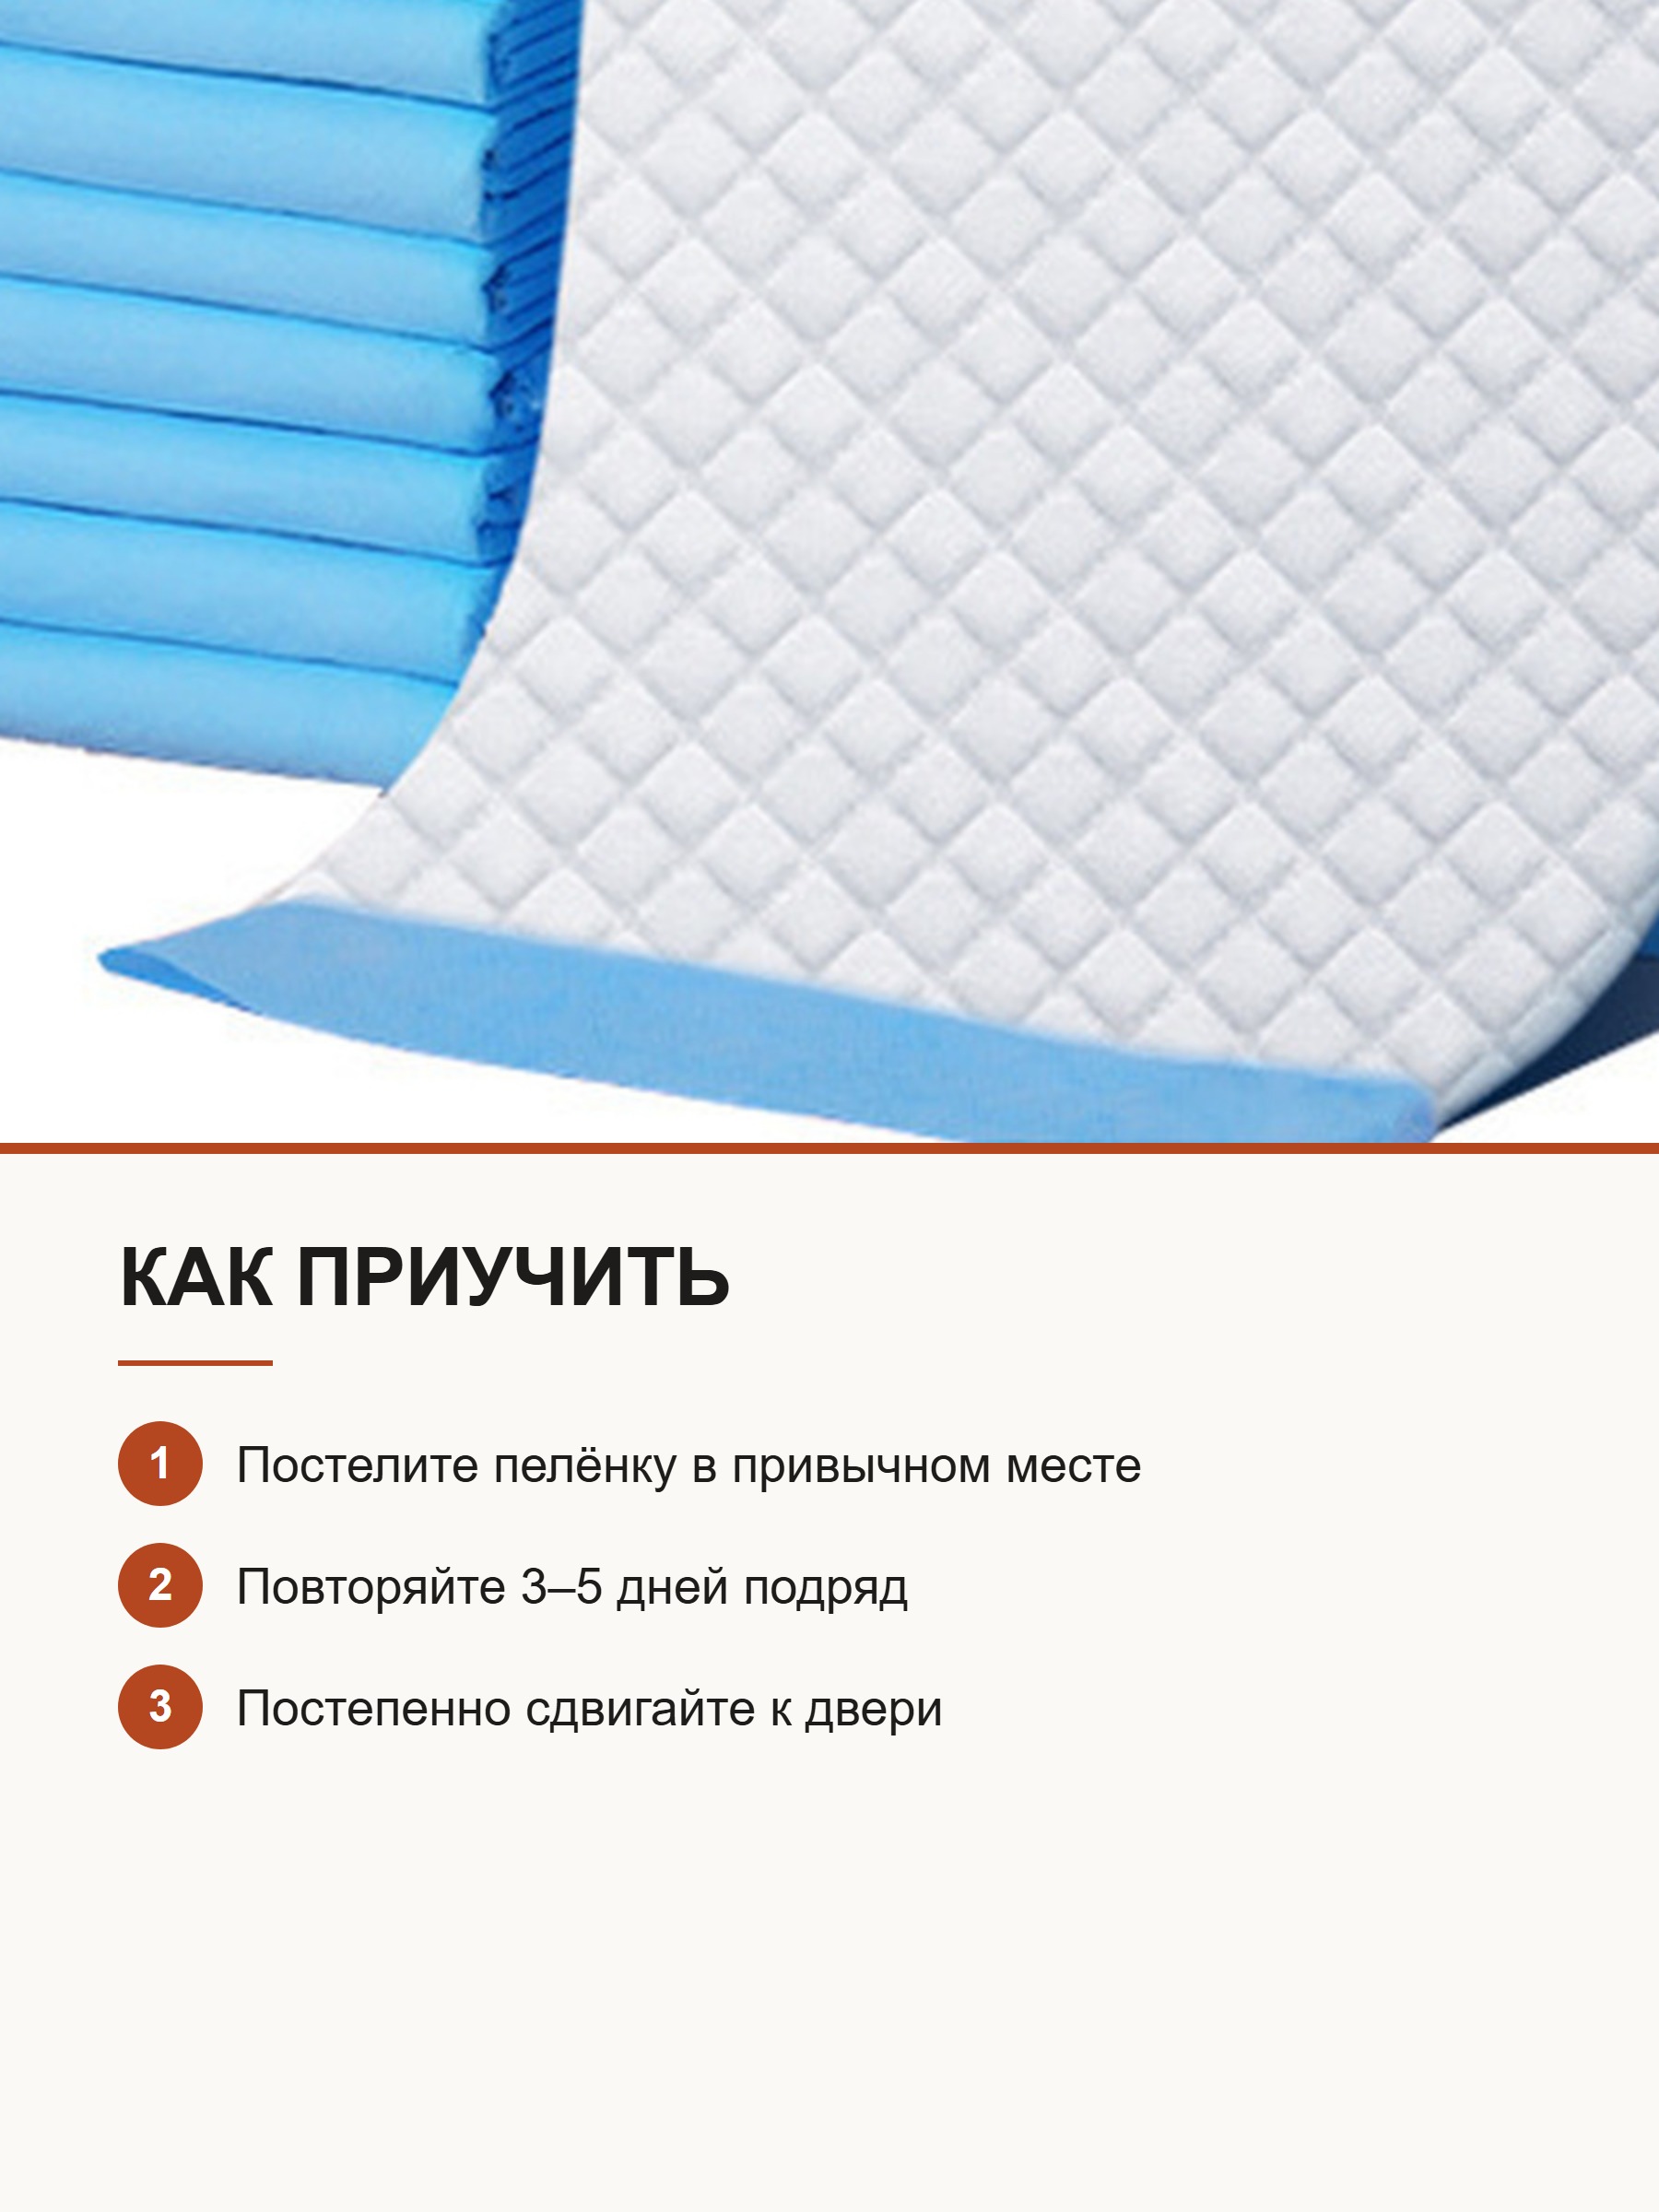 КАК ПРИУЧИТЬ
1 Постелите пелёнку в привычном месте
2 Повторяйте 3–5 дней подряд
3 Постепенно сдвигайте к двери